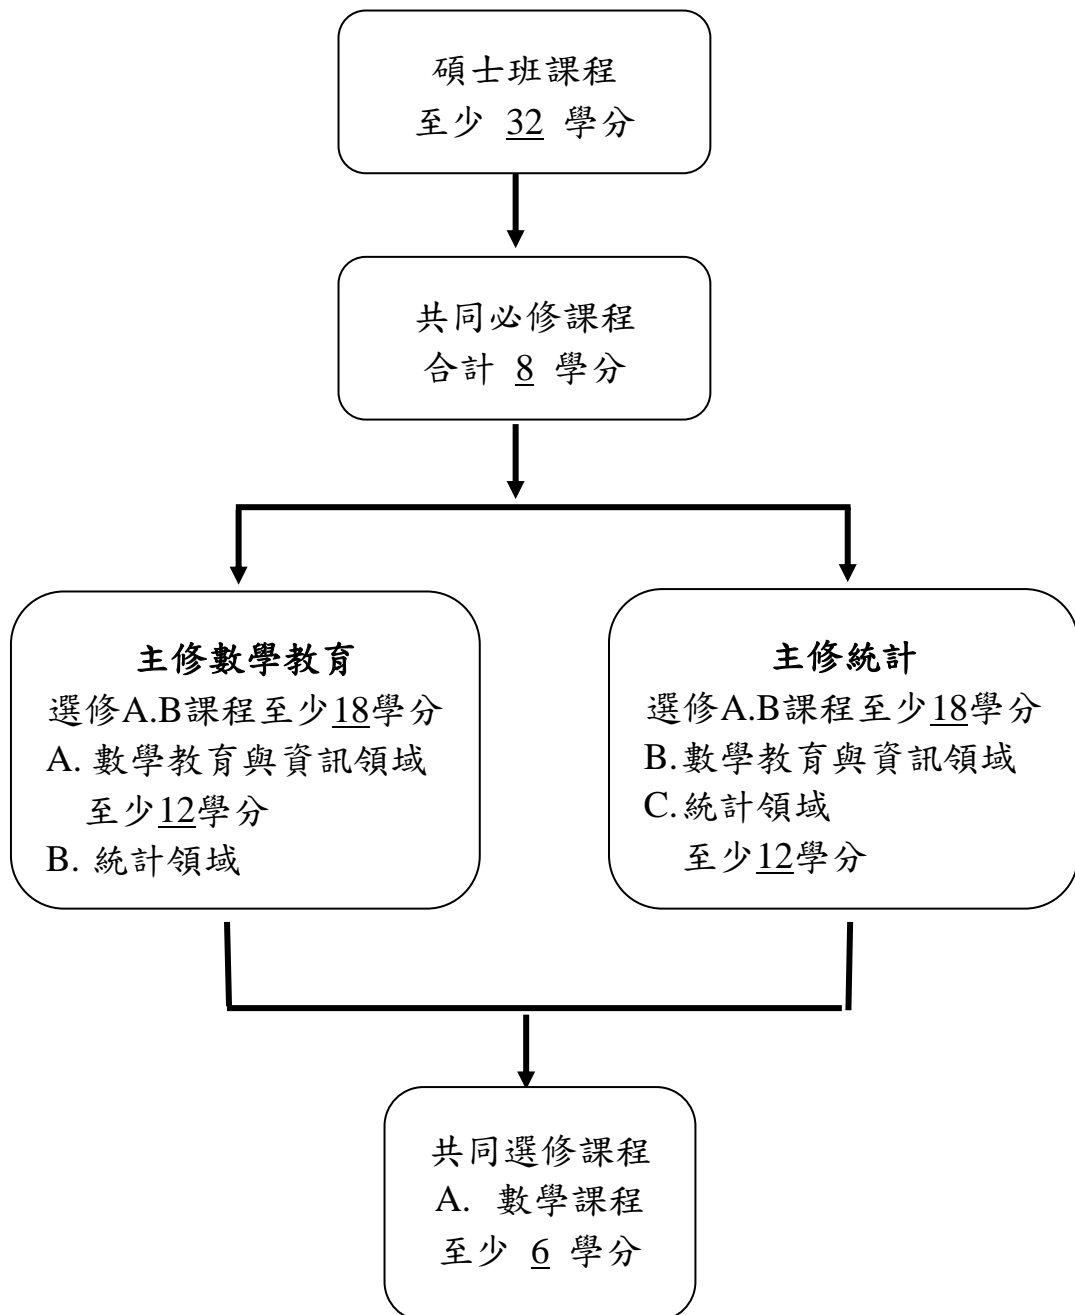 碩士班課程
至少 32 學分
共同必修課程
合計 8 學分
主修數學教育
選修A.B課程至少18學分
A. 數學教育與資訊領域
至少12學分
B. 統計領域
主修統計
選修A.B課程至少18學分
B. 數學教育與資訊領域
C. 統計領域
至少12學分
共同選修課程
A. 數學課程
至少 6 學分